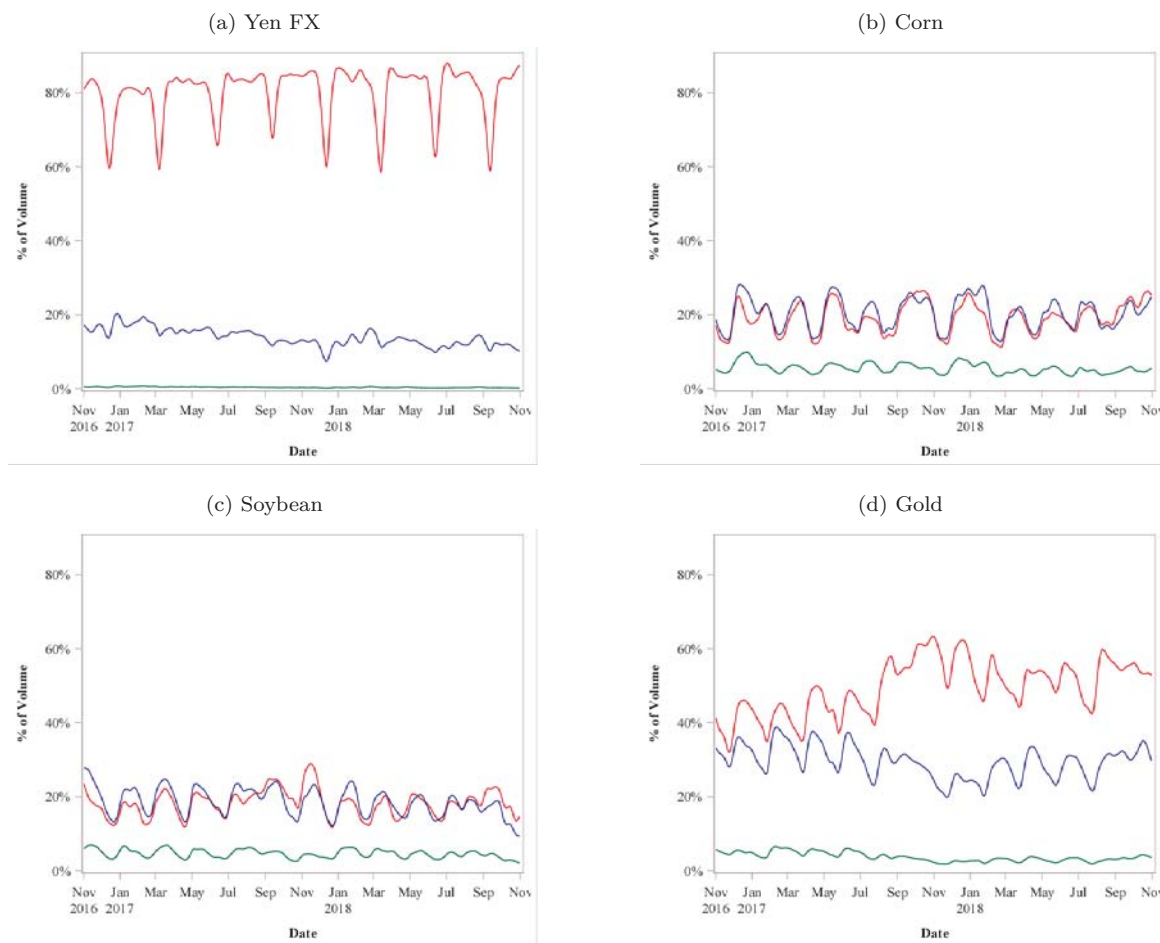 (a) Yen FX
(b) Corn
80%
60%
40%
20%
0%
% of Volume
Nov Jan Mar May Jul Sep Nov Jan Mar May Jul Sep Nov
2016 2017 2018
Date
80%
60%
40%
20%
0%
% of Volume
Nov Jan Mar May Jul Sep Nov Jan Mar May Jul Sep Nov
2016 2017 2018
Date
(c) Soybean
(d) Gold
80%
60%
40%
20%
0%
% of Volume
Nov Jan Mar May Jul Sep Nov Jan Mar May Jul Sep Nov
2016 2017 2018
Date
80%
60%
40%
20%
0%
% of Volume
Nov Jan Mar May Jul Sep Nov Jan Mar May Jul Sep Nov
2016 2017 2018
Date